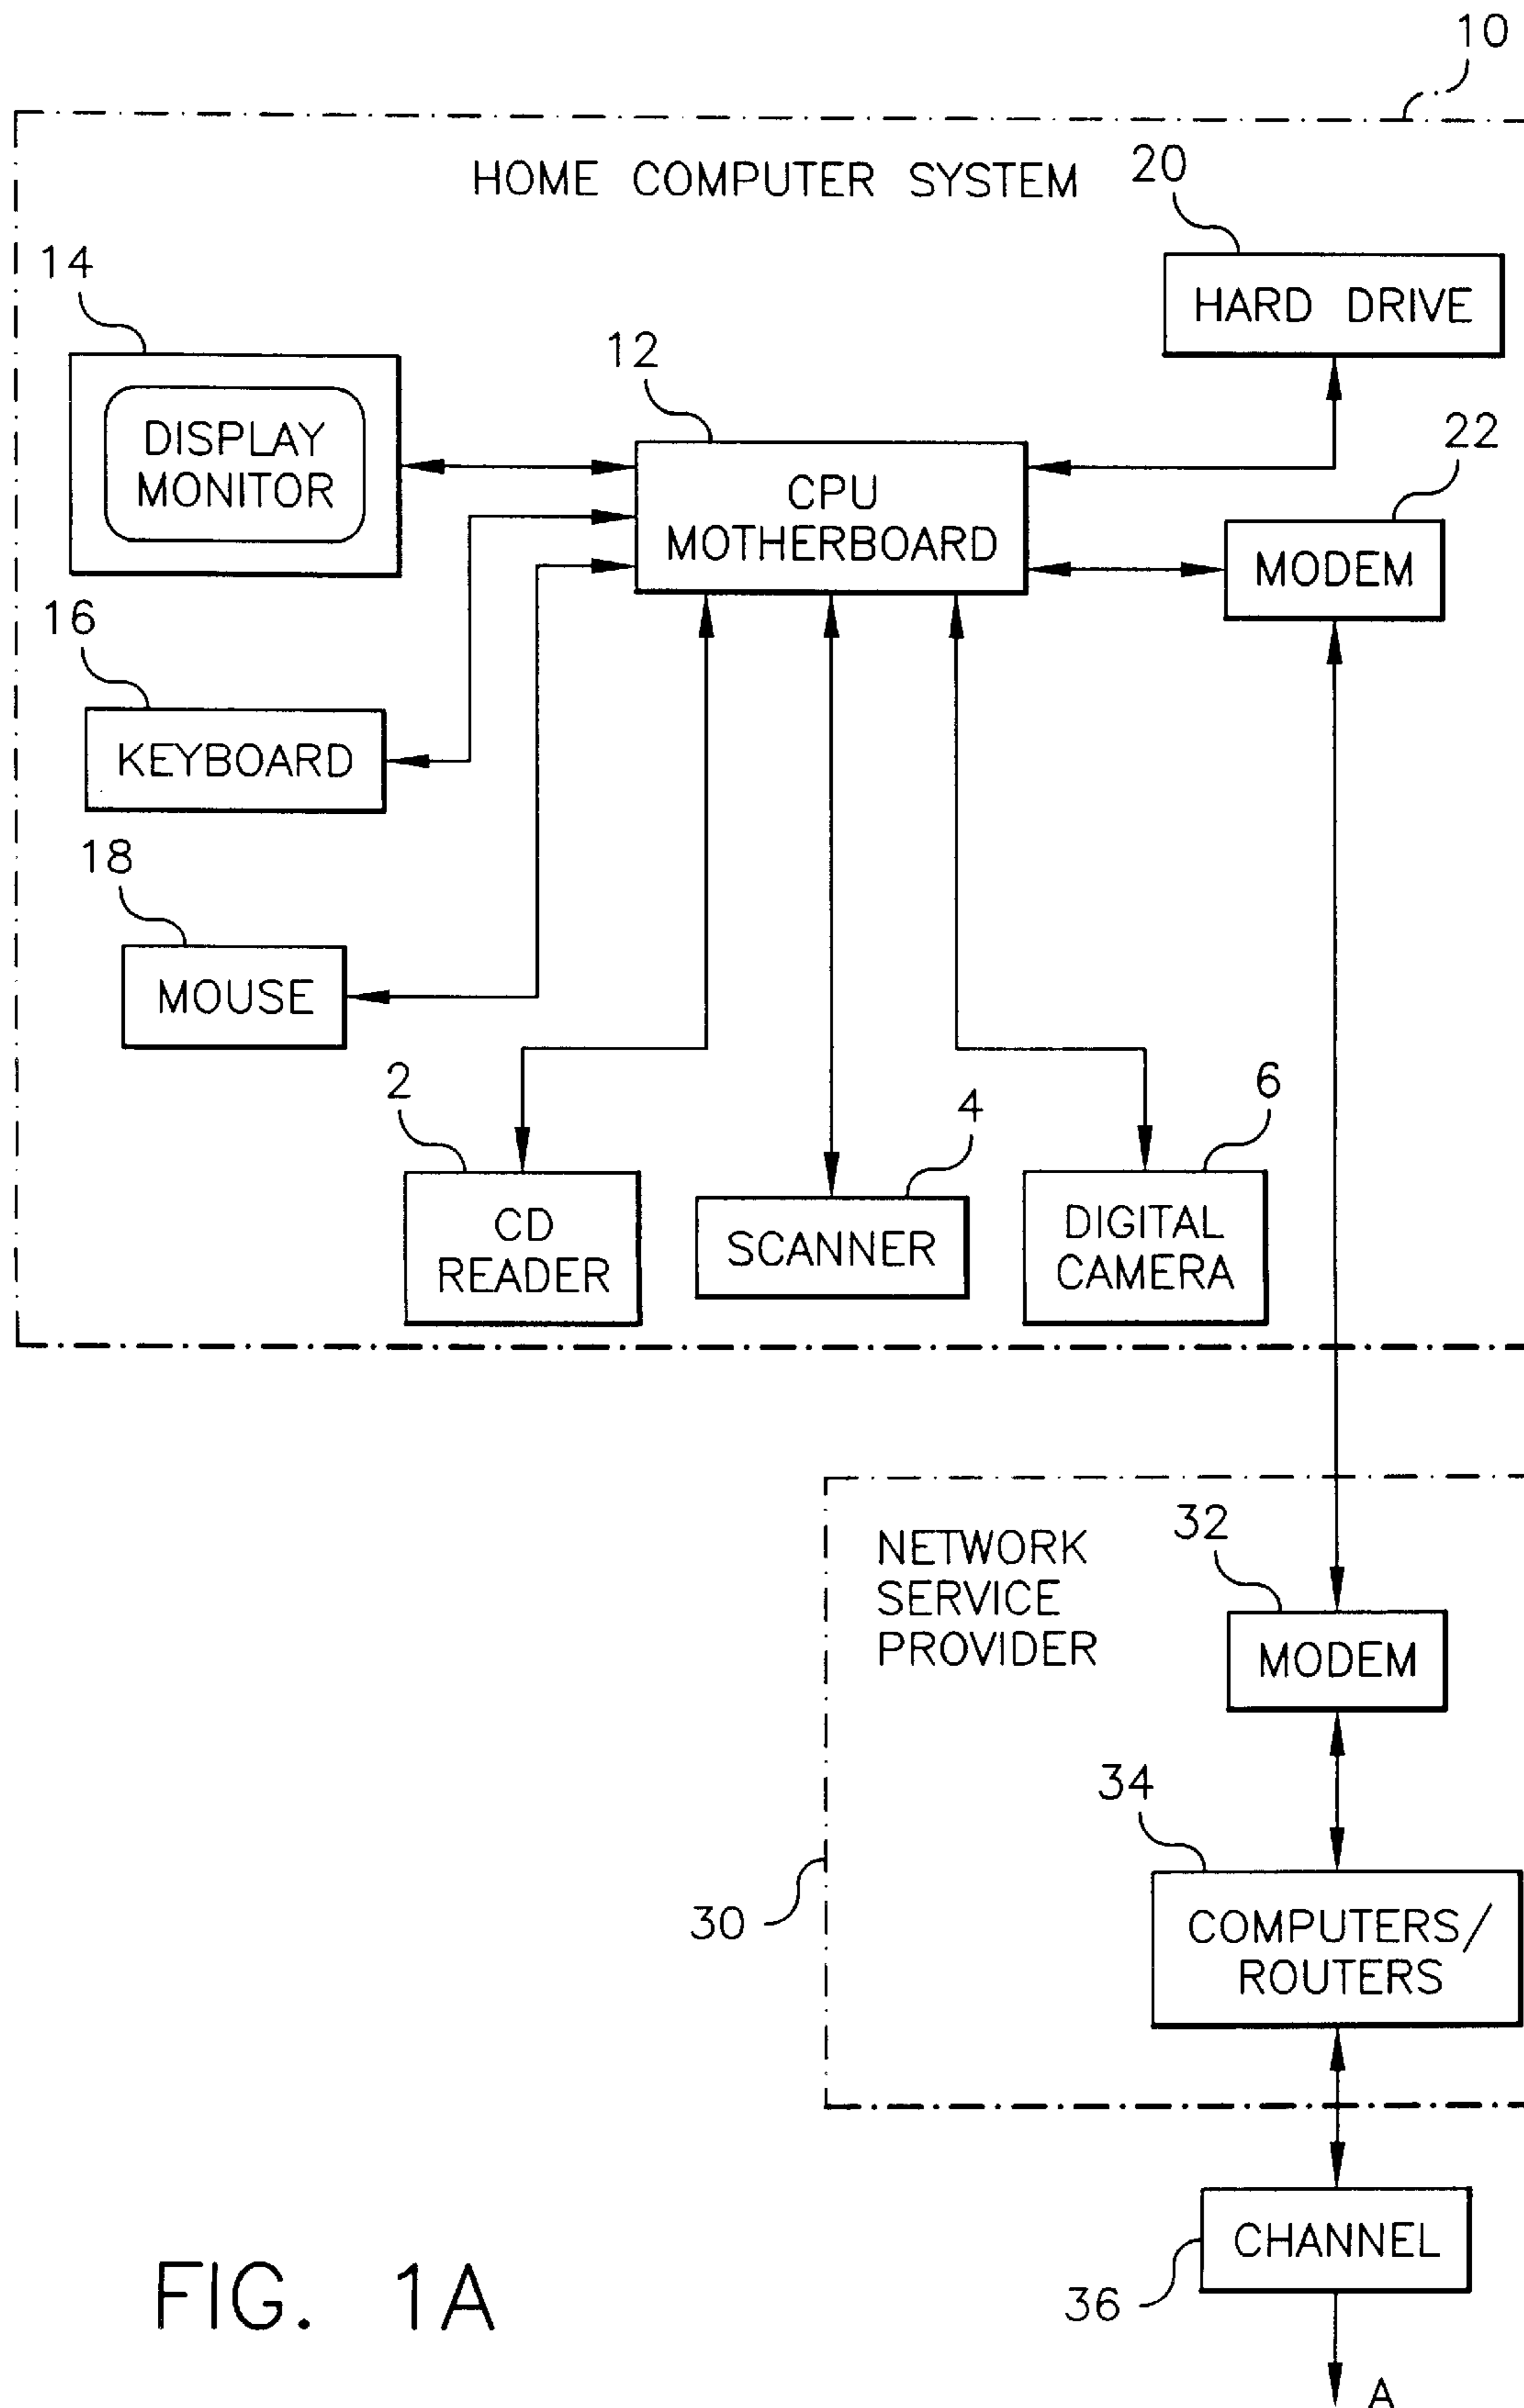 10
HOME COMPUTER SYSTEM
20
14
HARD DRIVE
12
DISPLAY
MONITOR
22
CPU
MOTHERBOARD
MODEM
16
KEYBOARD
18
MOUSE
2
4
6
CD
READER
SCANNER
DIGITAL
CAMERA
NETWORK
SERVICE
PROVIDER
32
MODEM
34
30
COMPUTERS/
ROUTERS
CHANNEL
36
FIG. 1A
A